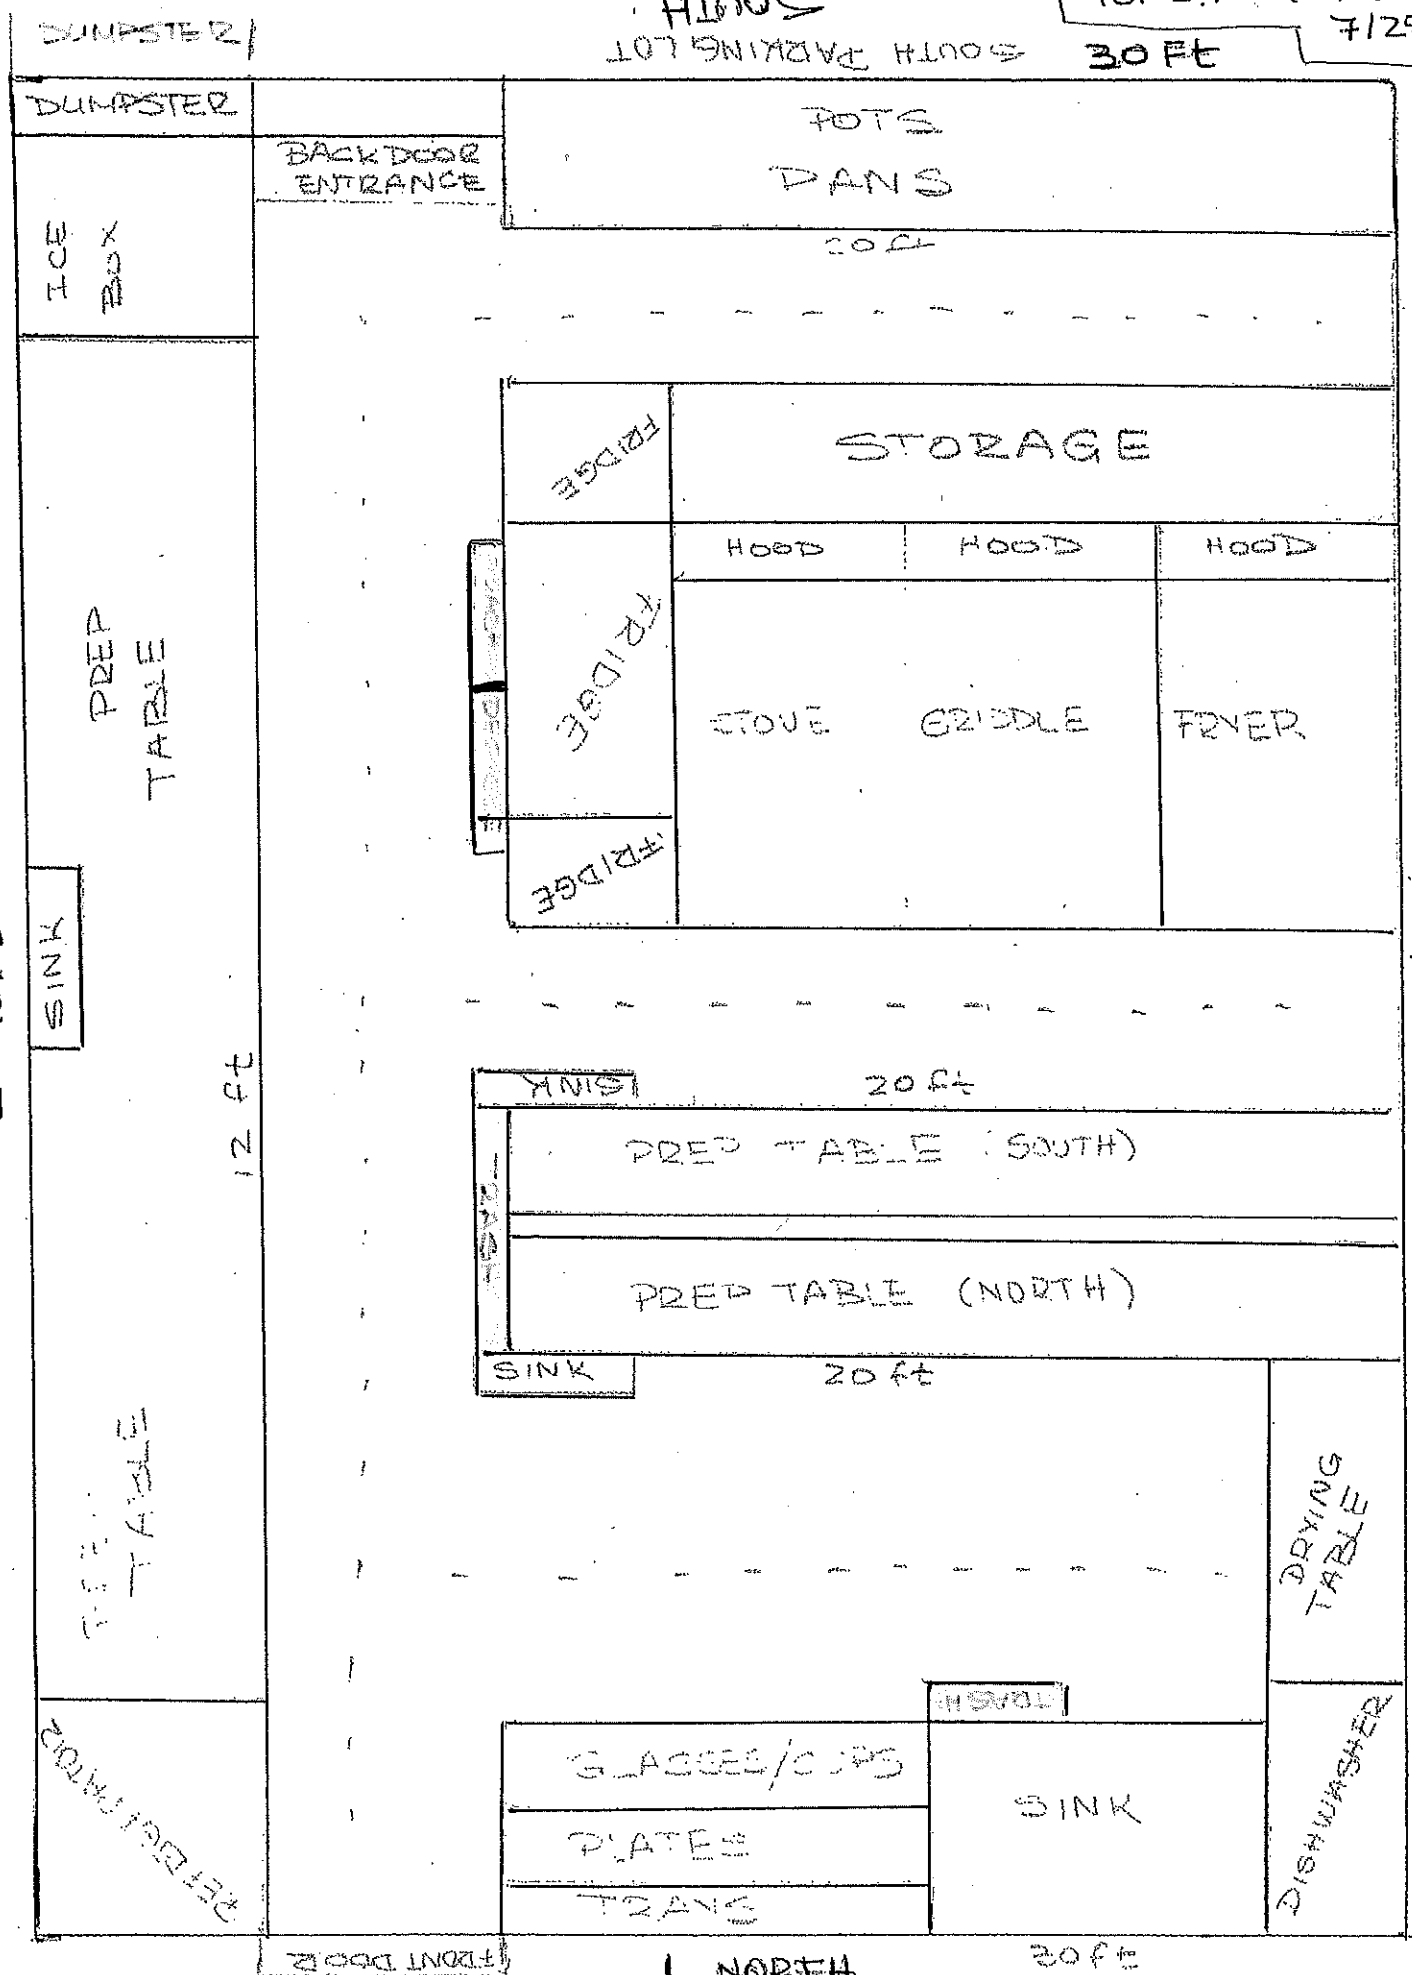 SOUTH
7/25
SOUTH PARKING LOT
30 Ft
DUMPSTER
DUMPSTER
BACKDOOR
ENTRANCE
POTS
PANS
20 ft
ICE
BOX
FRIDGE
STORAGE
HOOD
HOOD
HOOD
FRIDGE
STOVE
GRIDDLE
FRYER
FRIDGE
PREP
TABLE
SINK
12 ft
SINK
20 ft
PREP TABLE (SOUTH)
TRASH
PREP TABLE (NORTH)
SINK
20 ft
TABLE
DRYING
TABLE
TRASH
GLASSES/CUPS
PLATES
TRAYS
SINK
DISHWASHER
REFRIGERATOR
FRONT DOOR
NORTH
30 ft